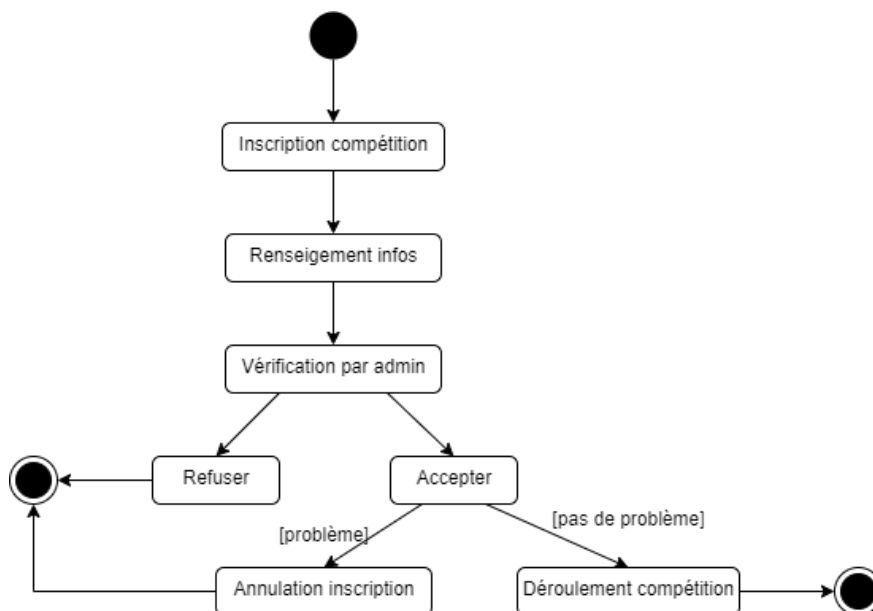 Inscription compétition
Renseigement infos
Vérification par admin
Refuser
Accepter
[problème]
[pas de problème]
Annulation inscription
Déroulement compétition